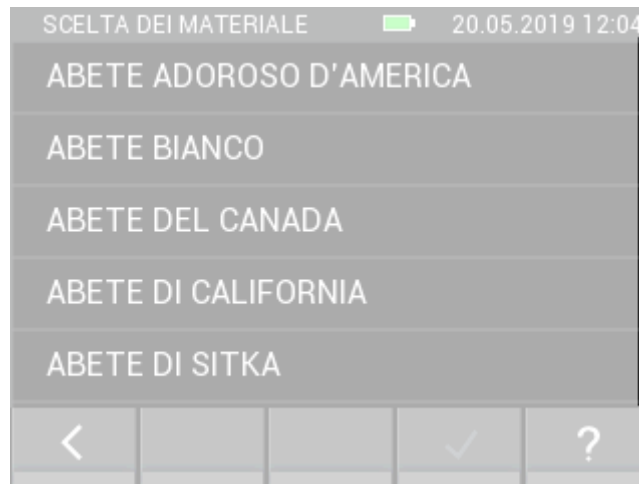 SCELTA DEI MATERIALE 20.05.2019 12:04
ABETE ADOROSO D'AMERICA
ABETE BIANCO
ABETE DEL CANADA
ABETE DI CALIFORNIA
ABETE DI SITKA
?